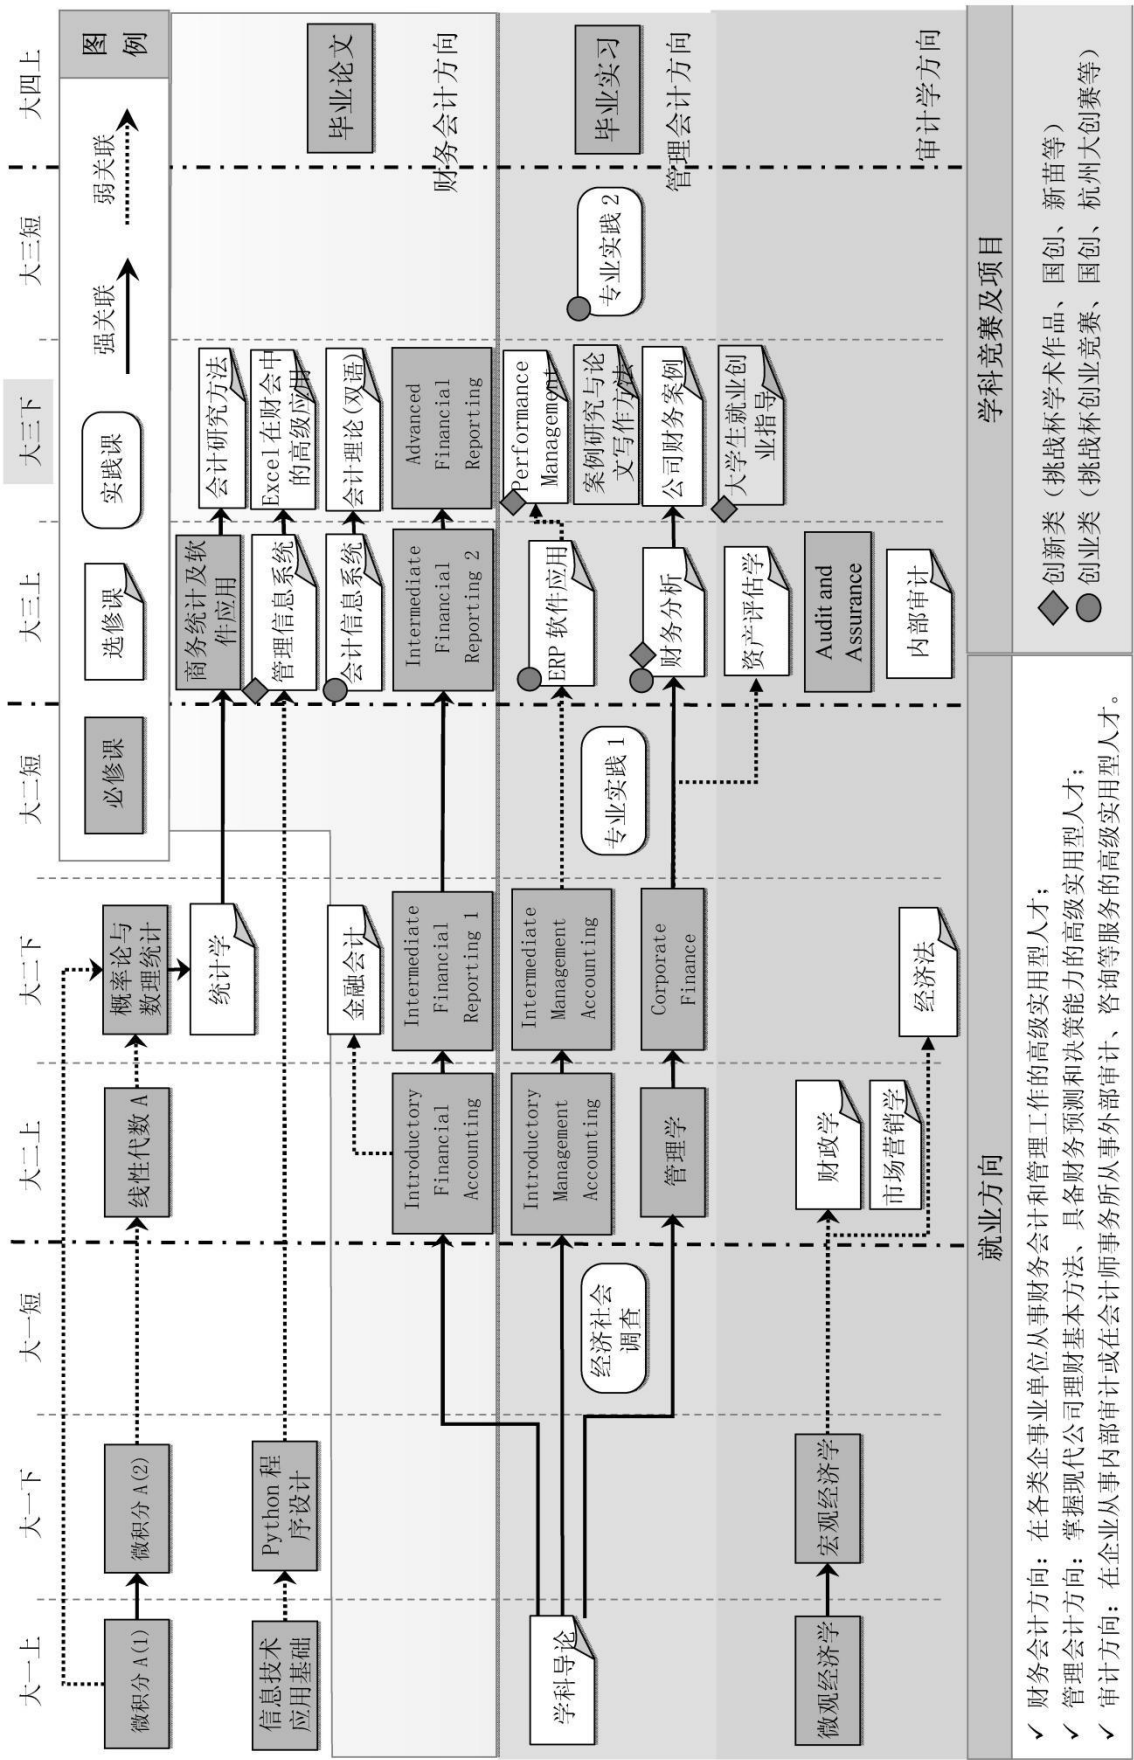 大一上
大一下
大一短
大二上
大二下
大二短
大三上
大三下
大三短
大四上
必修课
选修课
实践课
强关联
弱关联
图
例
微积分 A(1)
微积分 A(2)
线性代数 A
概率论与
数理统计
统计学
商务统计及软
件应用
会计研究方法
信息技术
应用基础
Python 程
序设计
管理信息系统
Excel 在财会中
的高级应用
会计信息系统
会计理论(双语)
金融会计
毕业论文
Introductory
Financial
Accounting
Intermediate
Financial
Reporting 1
Intermediate
Financial
Reporting 2
Advanced
Financial
Reporting
财务会计方向
学科导论
Introductory
Management
Accounting
Intermediate
Management
Accounting
ERP 软件应用
Performance
Management
案例研究与论
文写作方法
经济社会
调查
专业实践 1
专业实践 2
毕业实习
管理学
Corporate
Finance
财务分析
公司财务案例
管理会计方向
资产评估学
大学生就业创
业指导
微观经济学
宏观经济学
财政学
市场营销学
经济法
Audit and
Assurance
内部审计
审计学方向
就业方向
✓ 财务会计方向：在各类企事业单位从事财务会计和管理工作的高级实用型人才；
✓ 管理会计方向：掌握现代公司理财基本方法、具备财务预测和决策能力的高级实用型人才；
✓ 审计方向：在企业从事内部审计或在会计师事务所从事外部审计、咨询等服务的高级实用型人才。
学科竞赛及项目
创新类（挑战杯学术作品、国创、新苗等）
创业类（挑战杯创业竞赛、国创、杭州大创赛等）